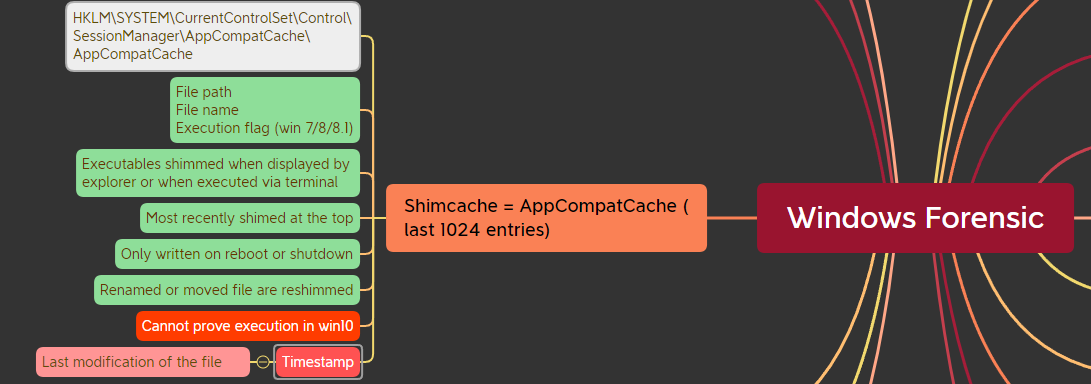 HKLM\SYSTEM\CurrentControlSet\Control\
SessionManager\AppCompatCache\
AppCompatCache
File path
File name
Execution flag (win 7/8/8.1)
Executables shimmed when displayed by
explorer or when executed via terminal
Most recently shimed at the top
Only written on reboot or shutdown
Renamed or moved file are reshimmed
Cannot prove execution in win10
Last modification of the file
Timestamp
Shimcache = AppCompatCache (
last 1024 entries)
Windows Forensic